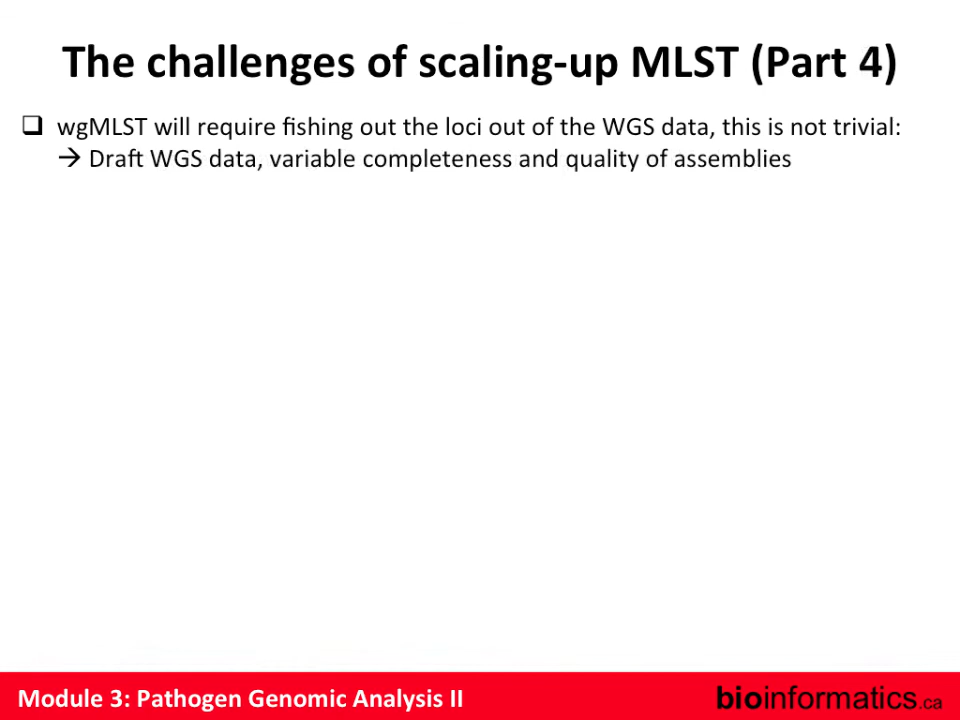 The challenges of scaling-up MLST (Part 4)
❑ wgMLST will require fishing out the loci out of the WGS data, this is not trivial:
→ Draft WGS data, variable completeness and quality of assemblies
Module 3: Pathogen Genomic Analysis II
bioinformatics.ca